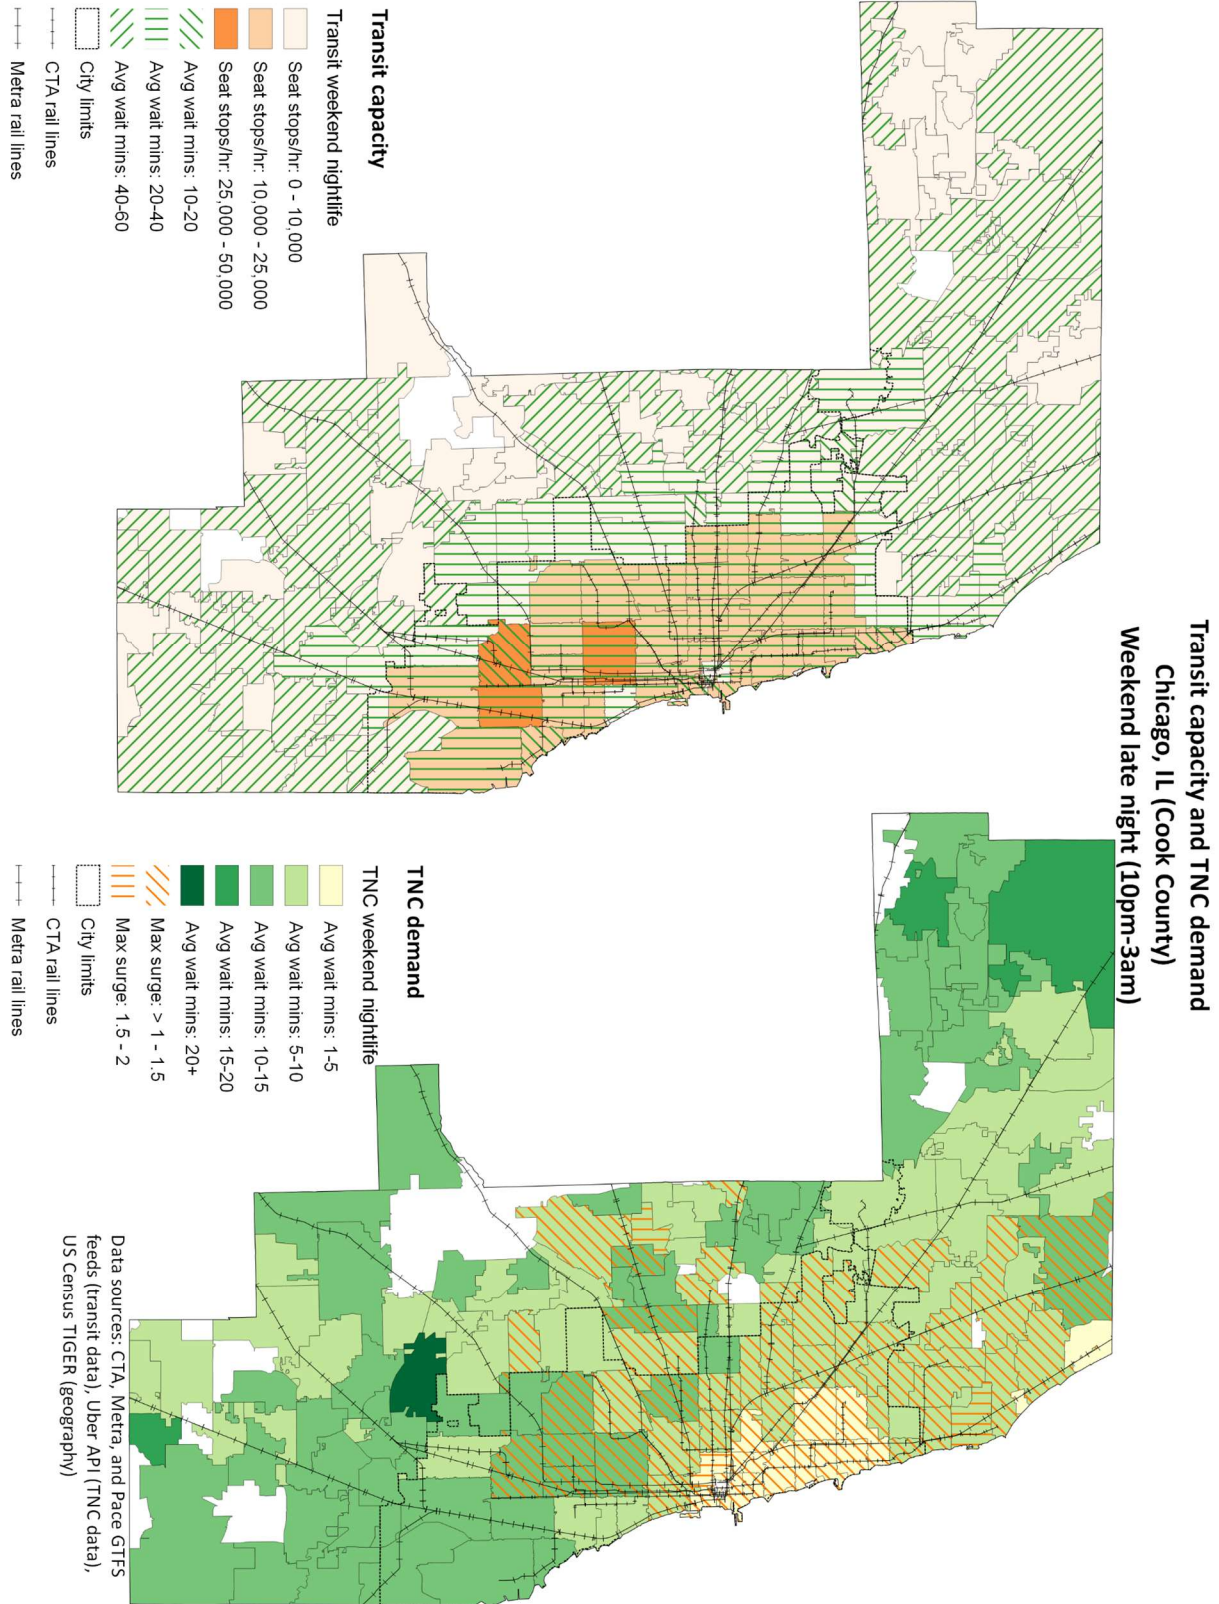 Transit capacity and TNC demand
Chicago, IL (Cook County)
Weekend late night (10pm-3am)
Transit capacity
Transit weekend nightlife
Seat stops/hr: 0 - 10,000
Seat stops/hr: 10,000 - 25,000
Seat stops/hr: 25,000 - 50,000
Avg wait mins: 10-20
Avg wait mins: 20-40
Avg wait mins: 40-60
City limits
CTA rail lines
Metra rail lines
TNC demand
TNC weekend nightlife
Avg wait mins: 1-5
Avg wait mins: 5-10
Avg wait mins: 10-15
Avg wait mins: 15-20
Avg wait mins: 20+
Max surge: > 1 - 1.5
Max surge: 1.5 - 2
City limits
CTA rail lines
Metra rail lines
Data sources: CTA, Metra, and Pace GTFS
feeds (transit data), Uber API (TNC data),
US Census TIGER (geography)